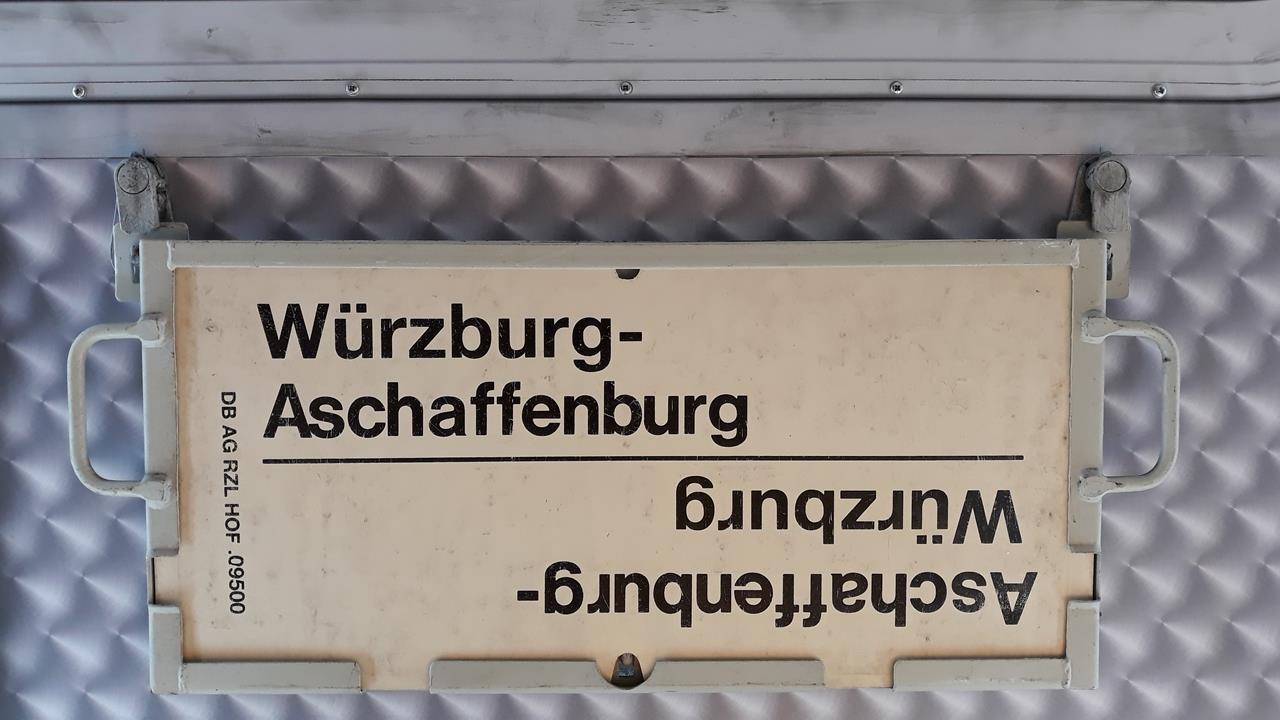 Würzburg-
Aschaffenburg
Aschaffenburg-
Würzburg
DB AG RZL HOF .09500